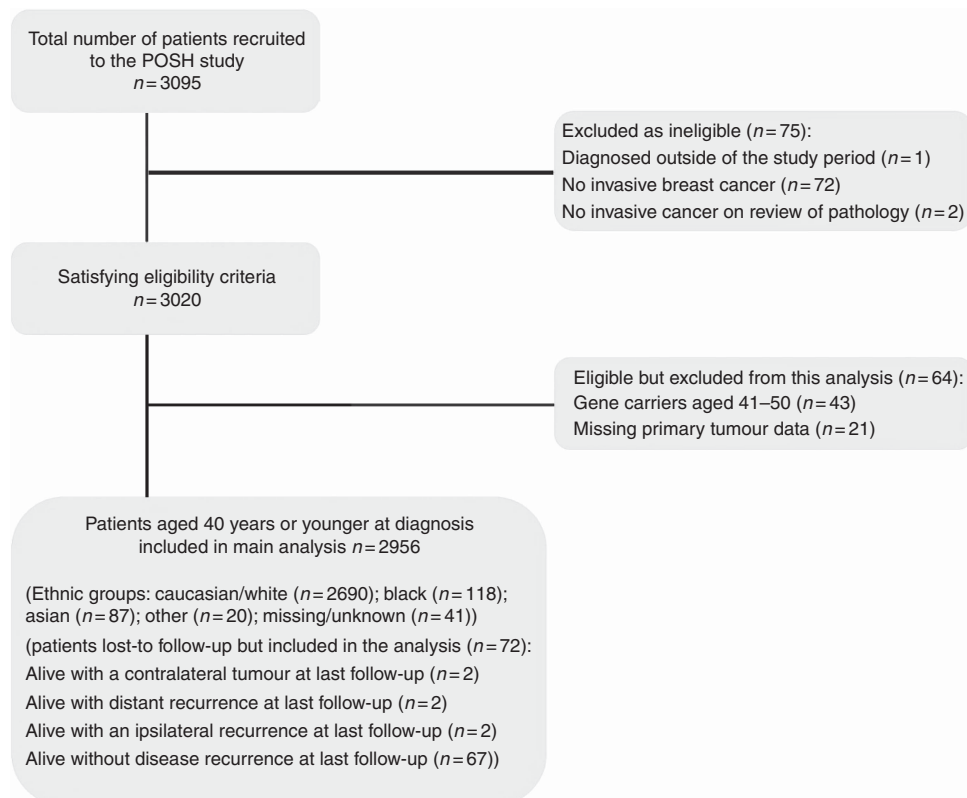 Total number of patients recruited
to the POSH study
n=3095
Excluded as ineligible (n=75):
Diagnosed outside of the study period (n=1)
No invasive breast cancer (n=72)
No invasive cancer on review of pathology (n=2)
Satisfying eligibility criteria
n=3020
Eligible but excluded from this analysis (n=64):
Gene carriers aged 41–50 (n=43)
Missing primary tumour data (n=21)
Patients aged 40 years or younger at diagnosis
included in main analysis n=2956
(Ethnic groups: caucasian/white (n=2690); black (n=118);
asian (n=87); other (n=20); missing/unknown (n=41))
(patients lost-to follow-up but included in the analysis (n=72):
Alive with a contralateral tumour at last follow-up (n=2)
Alive with distant recurrence at last follow-up (n=2)
Alive with an ipsilateral recurrence at last follow-up (n=2)
Alive without disease recurrence at last follow-up (n=67))